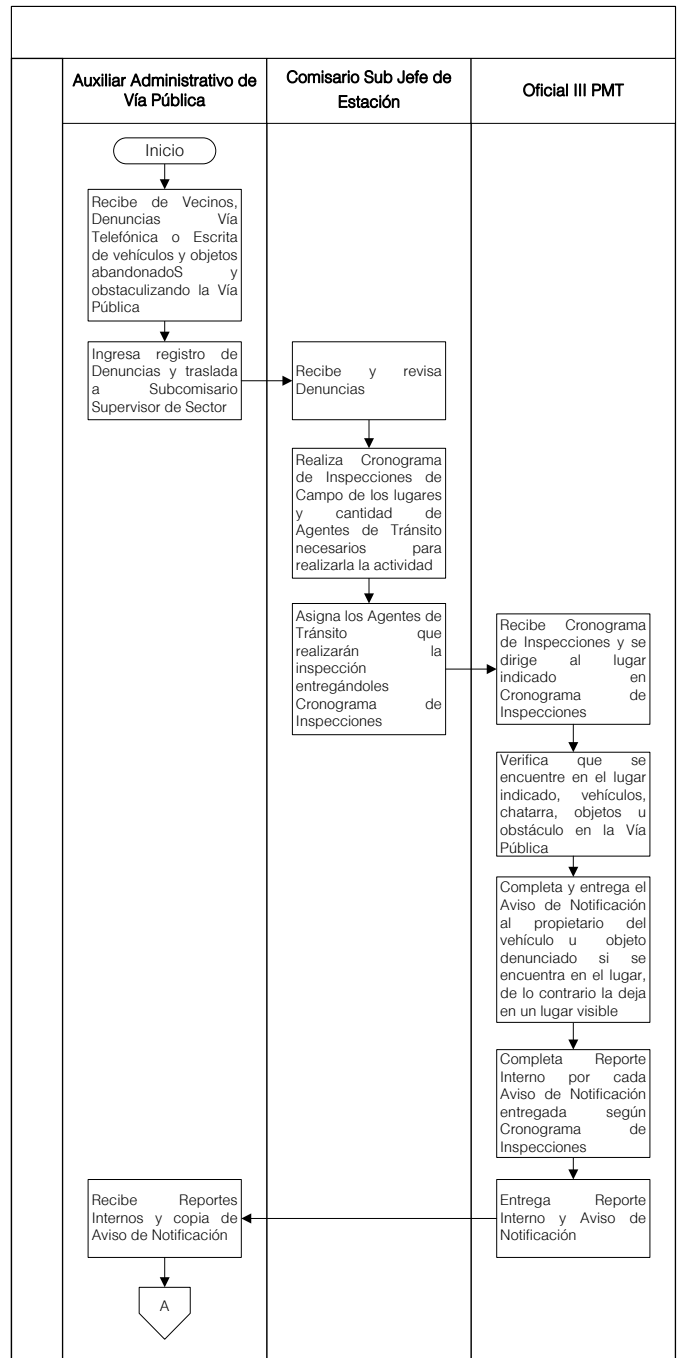 Auxiliar Administrativo de
Vía Pública
Comisario Sub Jefe de
Estación
Oficial III PMT
Inicio
Recibe de Vecinos,
Denuncias Vía
Telefónica o Escrita
de vehículos y objetos
abandonadoS y
obstaculizando la Vía
Pública
Ingresa registro de
Denuncias y traslada
a Subcomisario
Supervisor de Sector
Recibe y revisa
Denuncias
Realiza Cronograma
de Inspecciones de
Campo de los lugares
y cantidad de
Agentes de Tránsito
necesarios para
realizarla la actividad
Asigna los Agentes de
Tránsito que
realizarán la
inspección
entregándoles
Cronograma de
Inspecciones
Recibe Cronograma
de Inspecciones y se
dirige al lugar
indicado en
Cronograma de
Inspecciones
Verifica que se
encuentre en el lugar
indicado, vehículos,
chatarra, objetos u
obstáculo en la Vía
Pública
Completa y entrega el
Aviso de Notificación
al propietario del
vehículo u objeto
denunciado si se
encuentra en el lugar,
de lo contrario la deja
en un lugar visible
Completa Reporte
Interno por cada
Aviso de Notificación
entregada según
Cronograma de
Inspecciones
Entrega Reporte
Interno y Aviso de
Notificación
Recibe Reportes
Internos y copia de
Aviso de Notificación
A